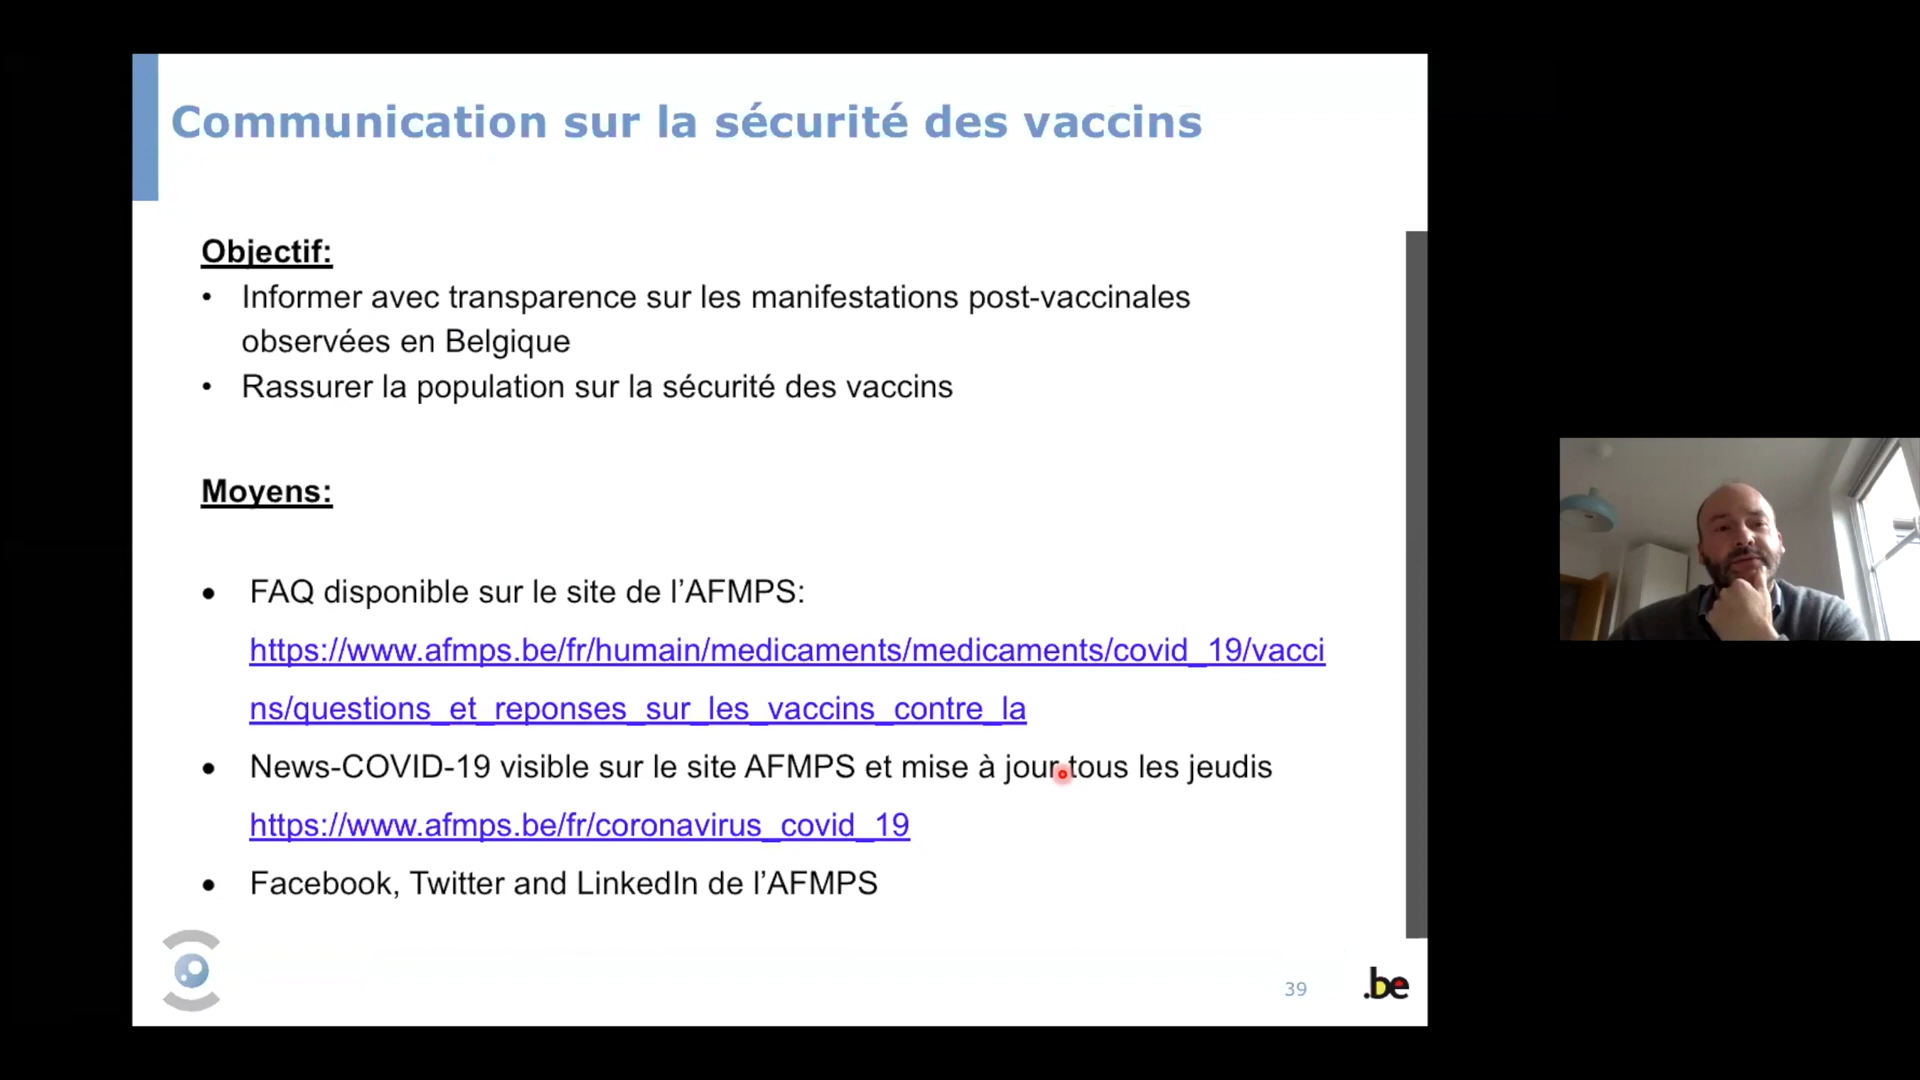 Communication sur la sécurité des vaccins
Objectif:
• Informer avec transparence sur les manifestations post-vaccinales
observées en Belgique
• Rassurer la population sur la sécurité des vaccins
Moyens:
• FAQ disponible sur le site de l’AFMPS:
https://www.afmps.be/fr/humain/medicaments/medicaments/covid_19/vacci
ns/questions_et_reponses_sur_les_vaccins_contre_la
• News-COVID-19 visible sur le site AFMPS et mise à jour tous les jeudis
https://www.afmps.be/fr/coronavirus_covid_19
• Facebook, Twitter and LinkedIn de l’AFMPS
39
.be